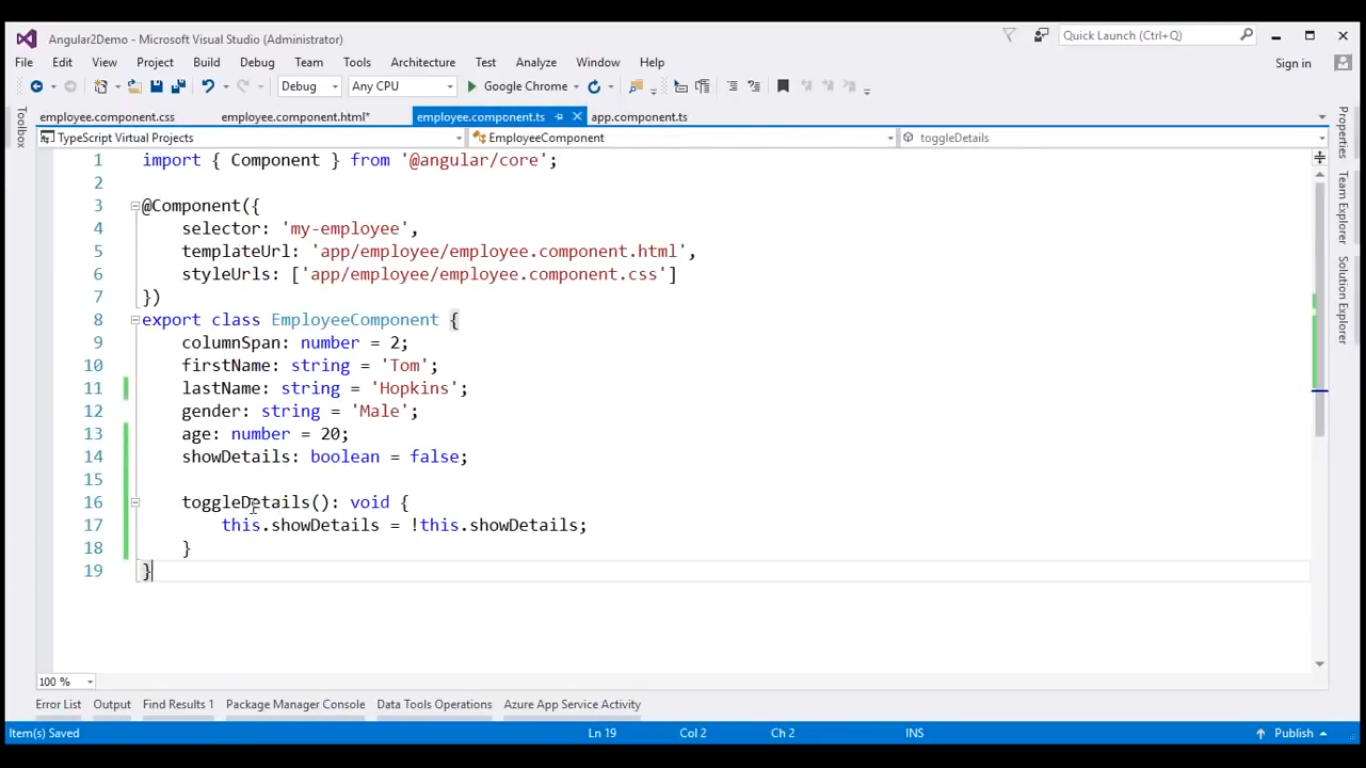 Angular2Demo - Microsoft Visual Studio (Administrator)
Quick Launch (Ctrl+Q)
File Edit View Project Build Debug Team Tools Architecture Test Analyze Window Help
Sign in
Debug Any CPU Google Chrome
employee.component.css employee.component.html* employee.component.ts app.component.ts
TypeScript Virtual Projects EmployeeComponent toggleDetails
1 import { Component } from '@angular/core';
2
3 @Component({
4 selector: 'my-employee',
5 templateUrl: 'app/employee/employee.component.html',
6 styleUrls: ['app/employee/employee.component.css']
7 })
8 export class EmployeeComponent {
9 columnSpan: number = 2;
10 firstName: string = 'Tom';
11 lastName: string = 'Hopkins';
12 gender: string = 'Male';
13 age: number = 20;
14 showDetails: boolean = false;
15
16 toggleDetails(): void {
17 this.showDetails = !this.showDetails;
18 }
19 }
Toolbox
Properties
Team Explorer
Solution Explorer
100 %
Error List Output Find Results 1 Package Manager Console Data Tools Operations Azure App Service Activity
Item(s) Saved Ln 19 Col 2 Ch 2 INS Publish